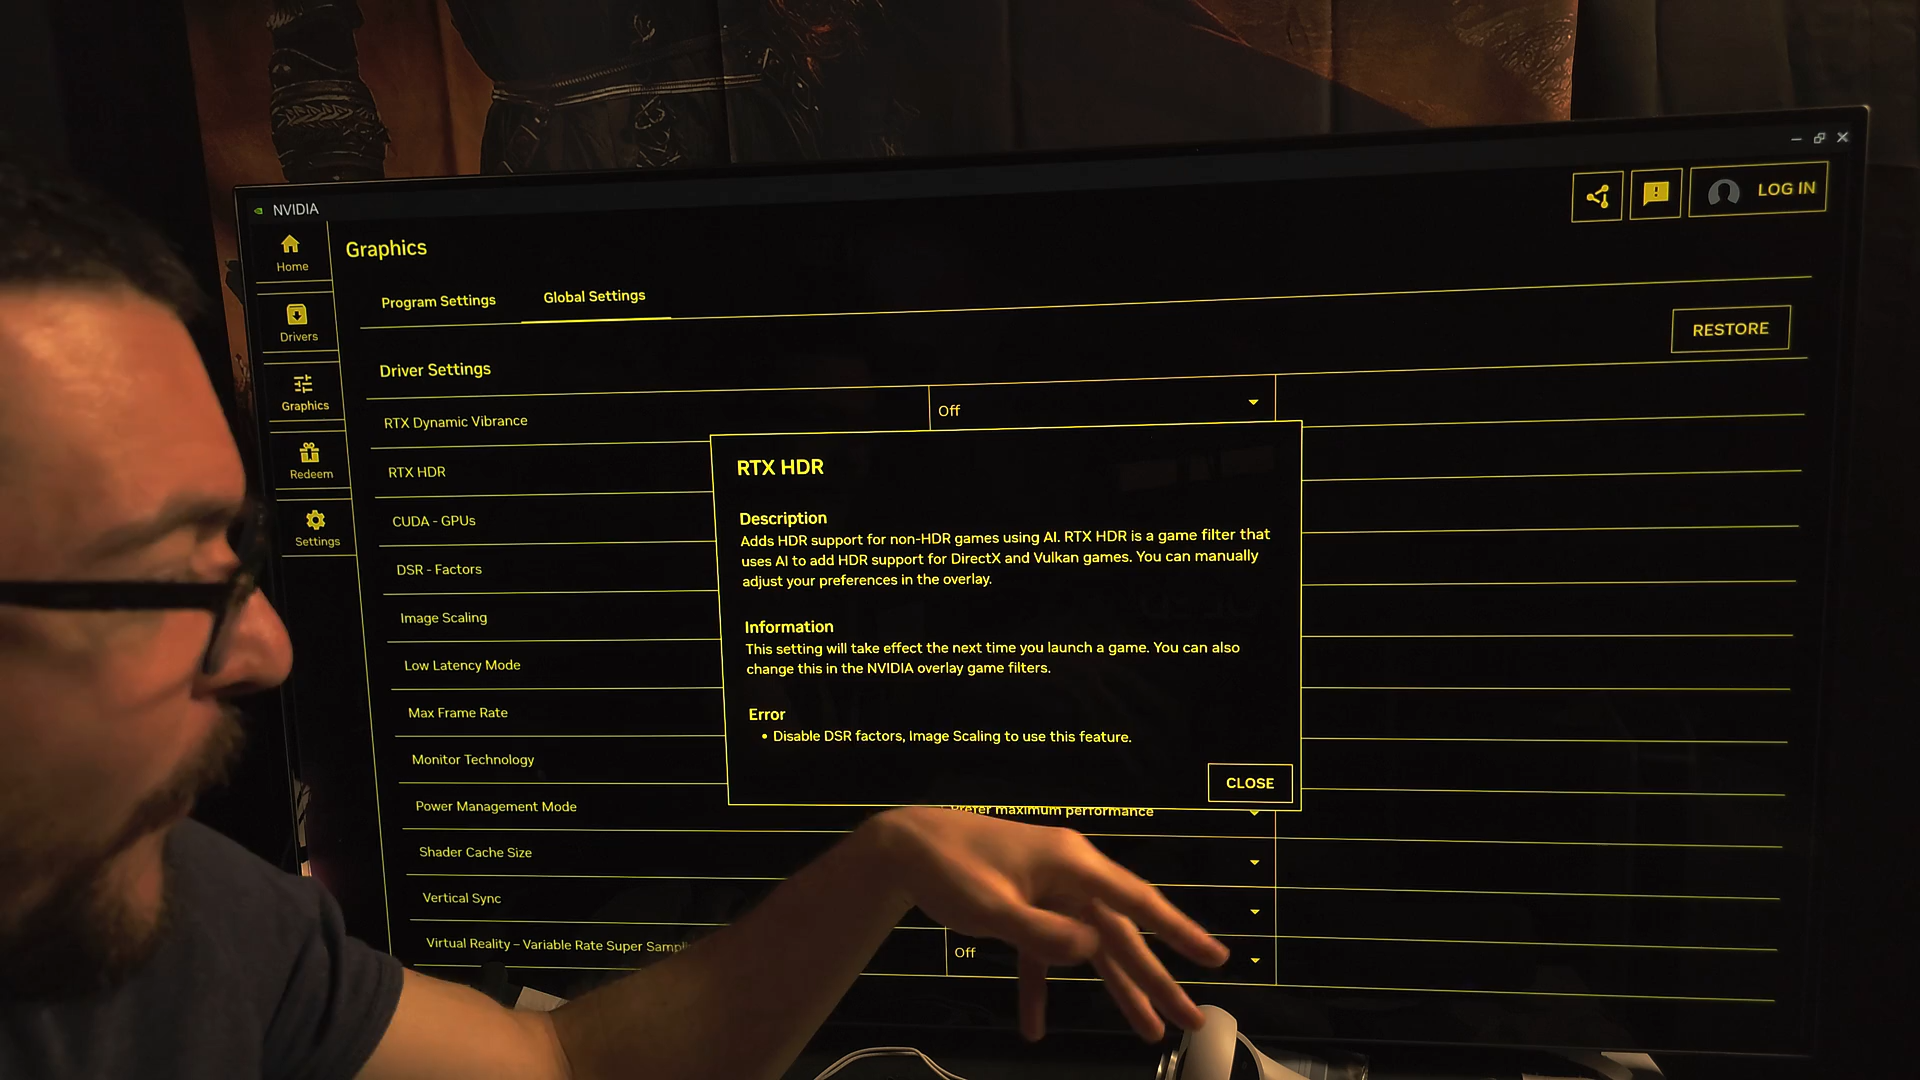 NVIDIA
LOG IN
Home
Drivers
Graphics
Redeem
Settings
Graphics
Program Settings
Global Settings
RESTORE
Driver Settings
RTX Dynamic Vibrance
Off
RTX HDR
CUDA - GPUs
DSR - Factors
Image Scaling
Low Latency Mode
Max Frame Rate
Monitor Technology
Power Management Mode
Prefer maximum performance
Shader Cache Size
Vertical Sync
Virtual Reality – Variable Rate Super
Off
RTX HDR
Description
Adds HDR support for non-HDR games using AI. RTX HDR is a game filter that
uses AI to add HDR support for DirectX and Vulkan games. You can manually
adjust your preferences in the overlay.
Information
This setting will take effect the next time you launch a game. You can also
change this in the NVIDIA overlay game filters.
Error
• Disable DSR factors, Image Scaling to use this feature.
CLOSE